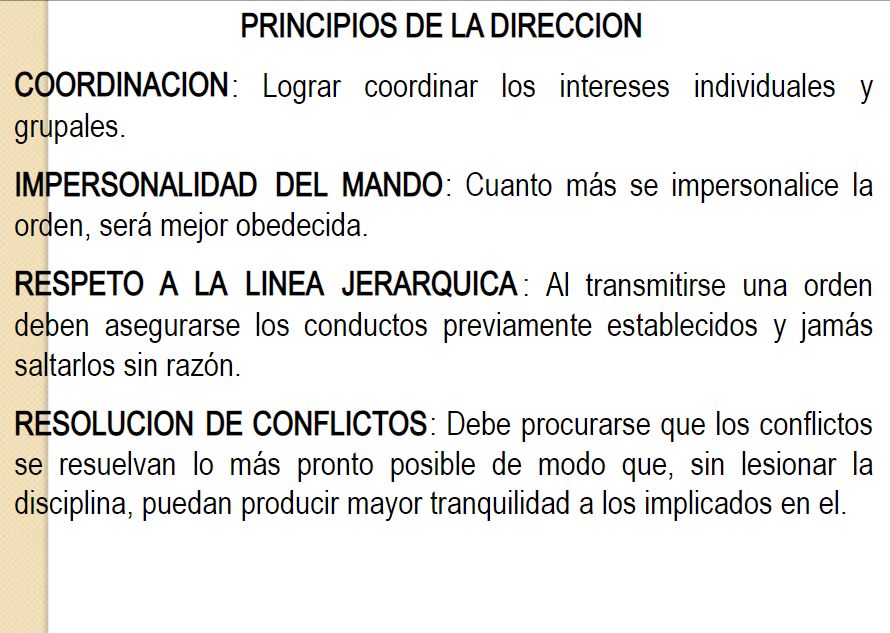 PRINCIPIOS DE LA DIRECCION
COORDINACION: Lograr coordinar los intereses individuales y
grupales.
IMPERSONALIDAD DEL MANDO: Cuanto más se impersonalice la
orden, será mejor obedecida.
RESPETO A LA LINEA JERARQUICA: Al transmitirse una orden
deben asegurarse los conductos previamente establecidos y jamás
saltarlos sin razón.
RESOLUCION DE CONFLICTOS: Debe procurarse que los conflictos
se resuelvan lo más pronto posible de modo que, sin lesionar la
disciplina, puedan producir mayor tranquilidad a los implicados en el.